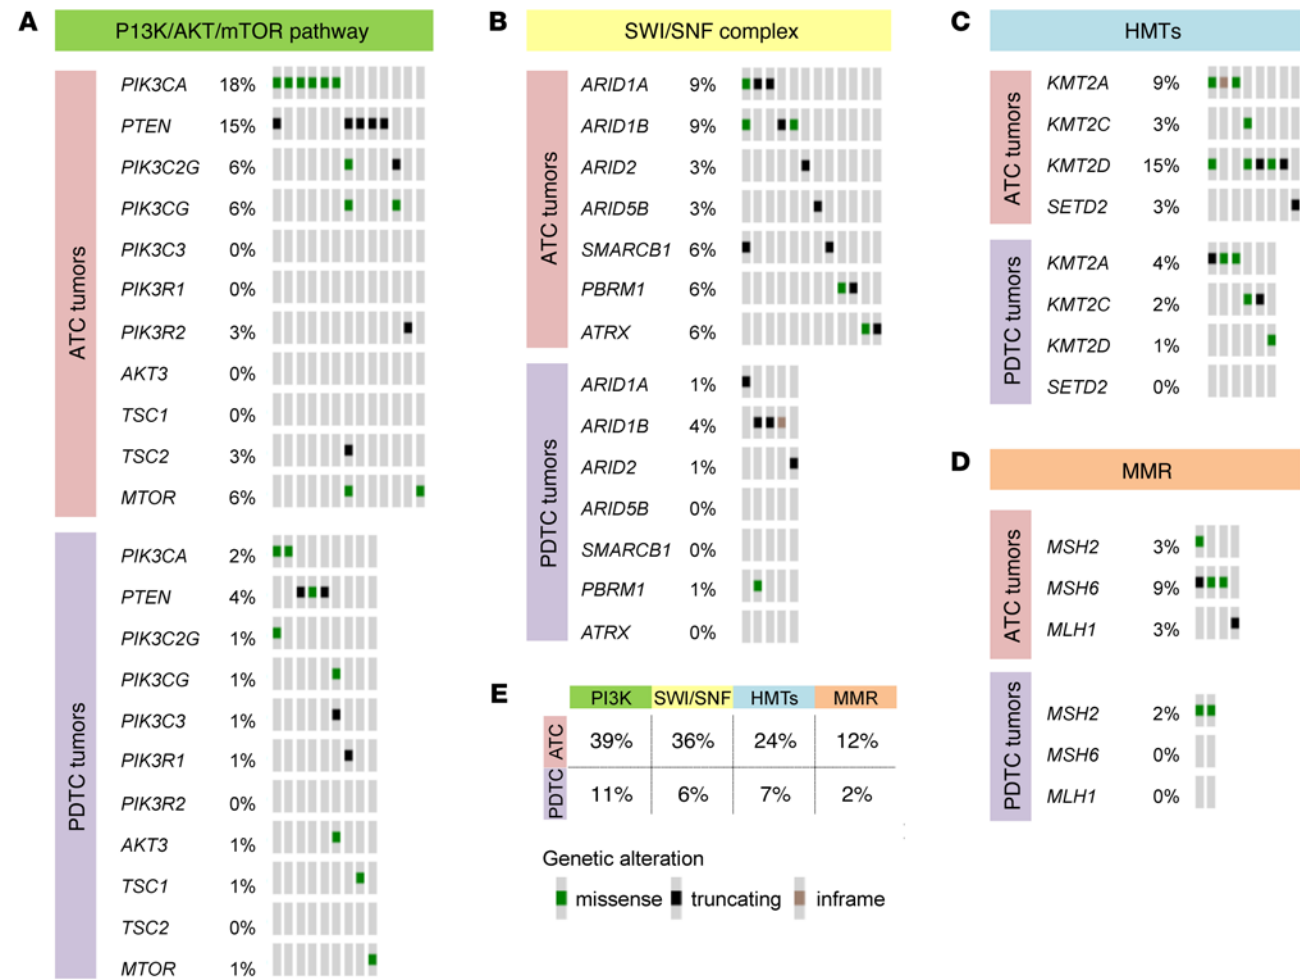 A
P13K/AKT/mTOR pathway
ATC tumors
PIK3CA 18%
PTEN 15%
PIK3C2G 6%
PIK3CG 6%
PIK3C3 0%
PIK3R1 0%
PIK3R2 3%
AKT3 0%
TSC1 0%
TSC2 3%
MTOR 6%
PDTC tumors
PIK3CA 2%
PTEN 4%
PIK3C2G 1%
PIK3CG 1%
PIK3C3 1%
PIK3R1 1%
PIK3R2 0%
AKT3 1%
TSC1 1%
TSC2 0%
MTOR 1%
B
SWI/SNF complex
ATC tumors
ARID1A 9%
ARID1B 9%
ARID2 3%
ARID5B 3%
SMARCB1 6%
PBRM1 6%
ATRX 6%
PDTC tumors
ARID1A 1%
ARID1B 4%
ARID2 1%
ARID5B 0%
SMARCB1 0%
PBRM1 1%
ATRX 0%
C
HMTs
ATC tumors
KMT2A 9%
KMT2C 3%
KMT2D 15%
SETD2 3%
PDTC tumors
KMT2A 4%
KMT2C 2%
KMT2D 1%
SETD2 0%
D
MMR
ATC tumors
MSH2 3%
MSH6 9%
MLH1 3%
PDTC tumors
MSH2 2%
MSH6 0%
MLH1 0%
E
PI3K SWI/SNF HMTs MMR
ATC 39% 36% 24% 12%
PDTC 11% 6% 7% 2%
Genetic alteration
missense truncating inframe